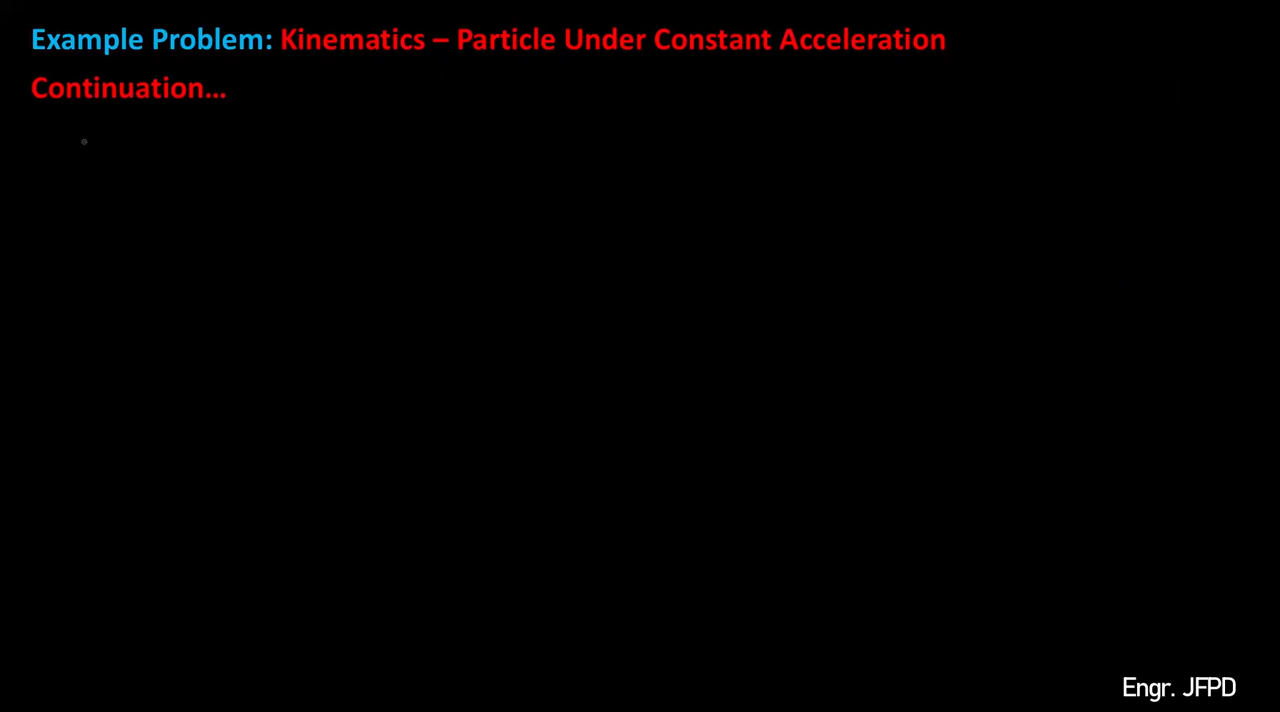 Example Problem: Kinematics – Particle Under Constant Acceleration
Continuation…
Engr. JFPD